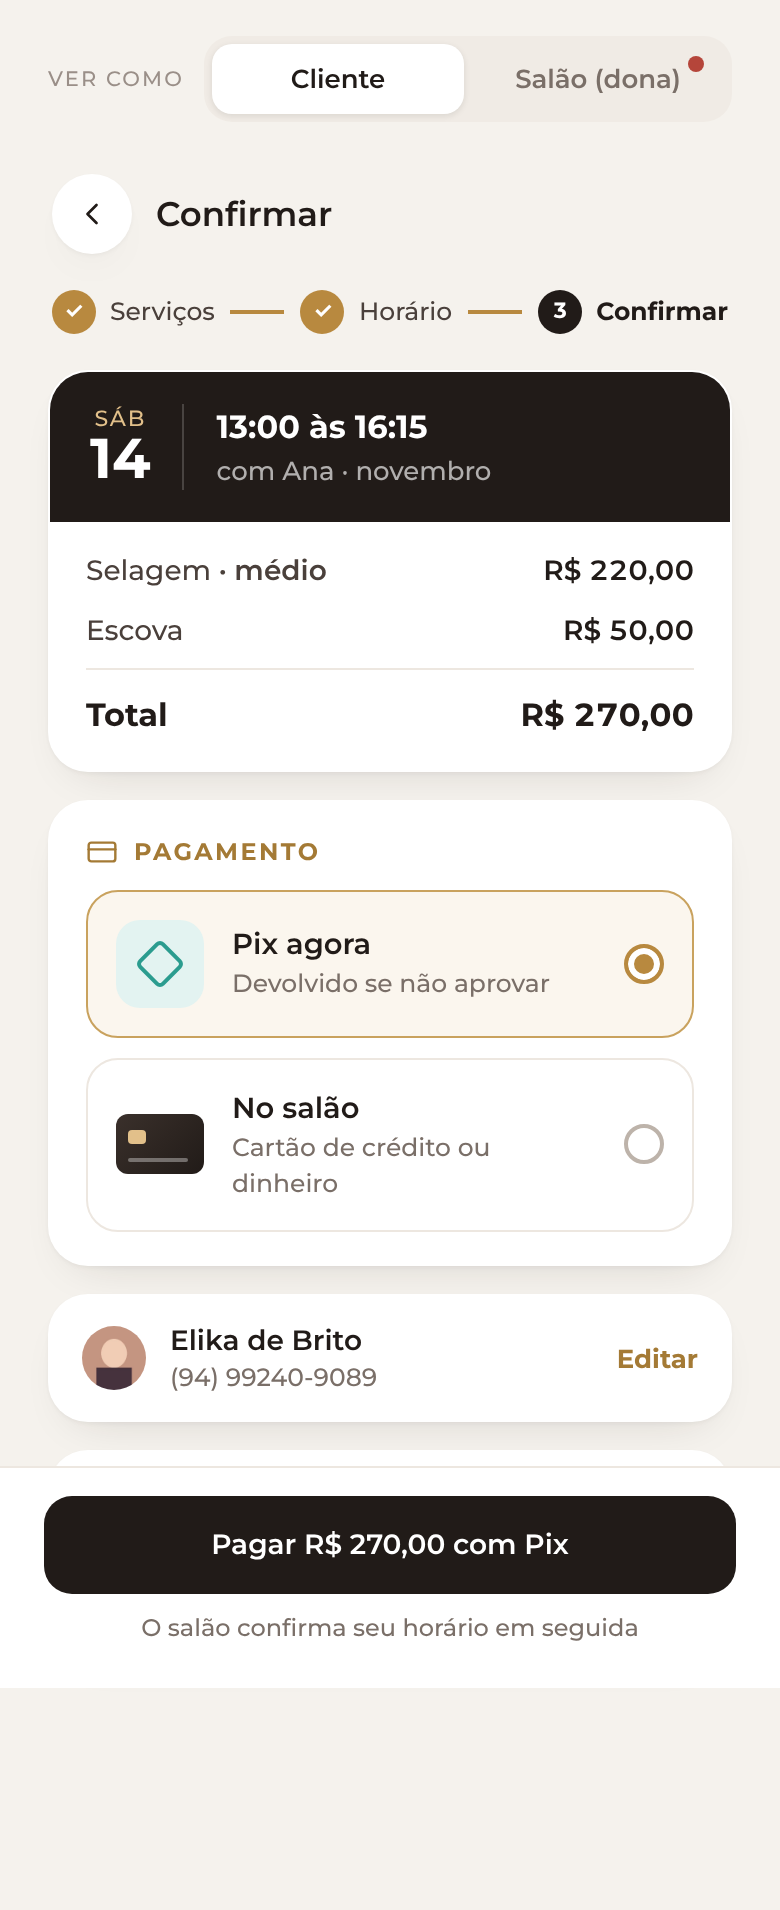 VER COMO
Cliente
Salão (dona)
Confirmar
Serviços
Horário
3 Confirmar
SÁB
14
13:00 às 16:15
com Ana · novembro
Selagem · médio R$ 220,00
Escova R$ 50,00
Total R$ 270,00
PAGAMENTO
Pix agora
Devolvido se não aprovar
No salão
Cartão de crédito ou
dinheiro
Elika de Brito
(94) 99240-9089
Editar
Pagar R$ 270,00 com Pix
O salão confirma seu horário em seguida